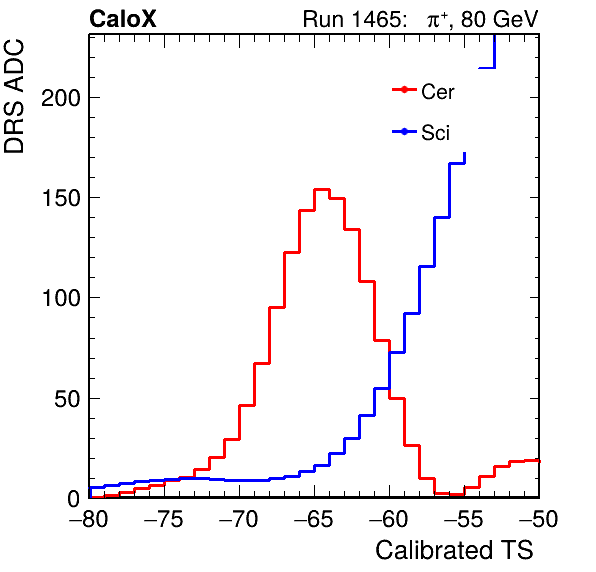 CaloX Run 1465: π⁺, 80 GeV
DRS ADC
200
150
100
50
0
Cer
Sci
−80 −75 −70 −65 −60 −55 −50
Calibrated TS